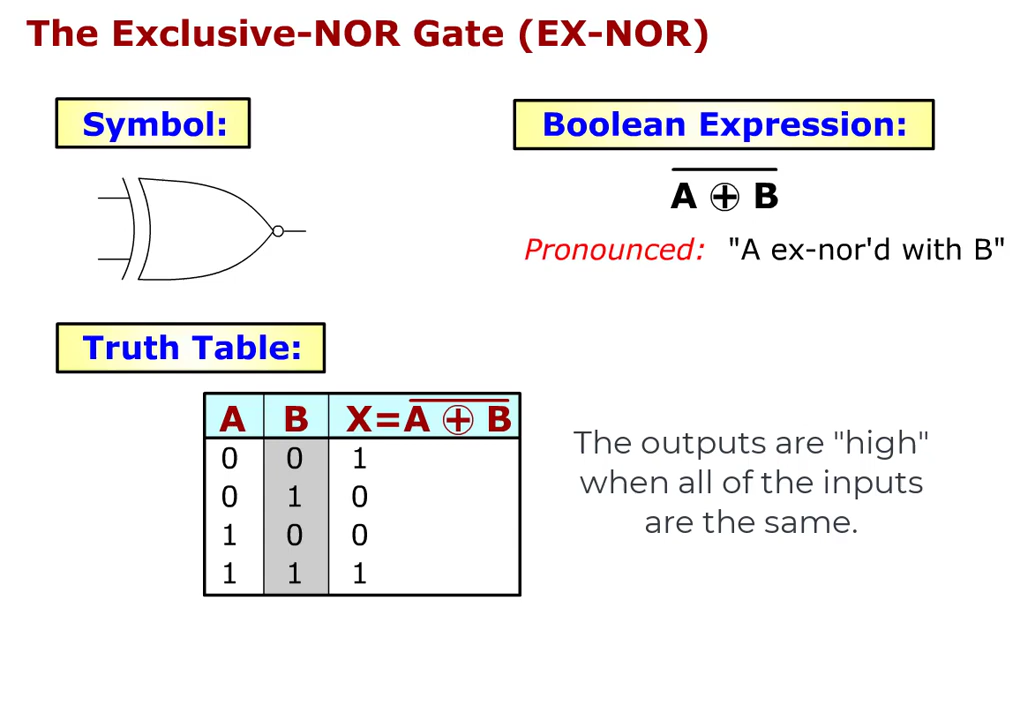 The Exclusive-NOR Gate (EX-NOR)
Symbol:
Boolean Expression:
A̅ ̅⊕̅ ̅B̅
Pronounced: "A ex-nor'd with B"
Truth Table:
A B X=A̅ ̅⊕̅ ̅B̅
0 0 1
0 1 0
1 0 0
1 1 1
The outputs are "high"
when all of the inputs
are the same.